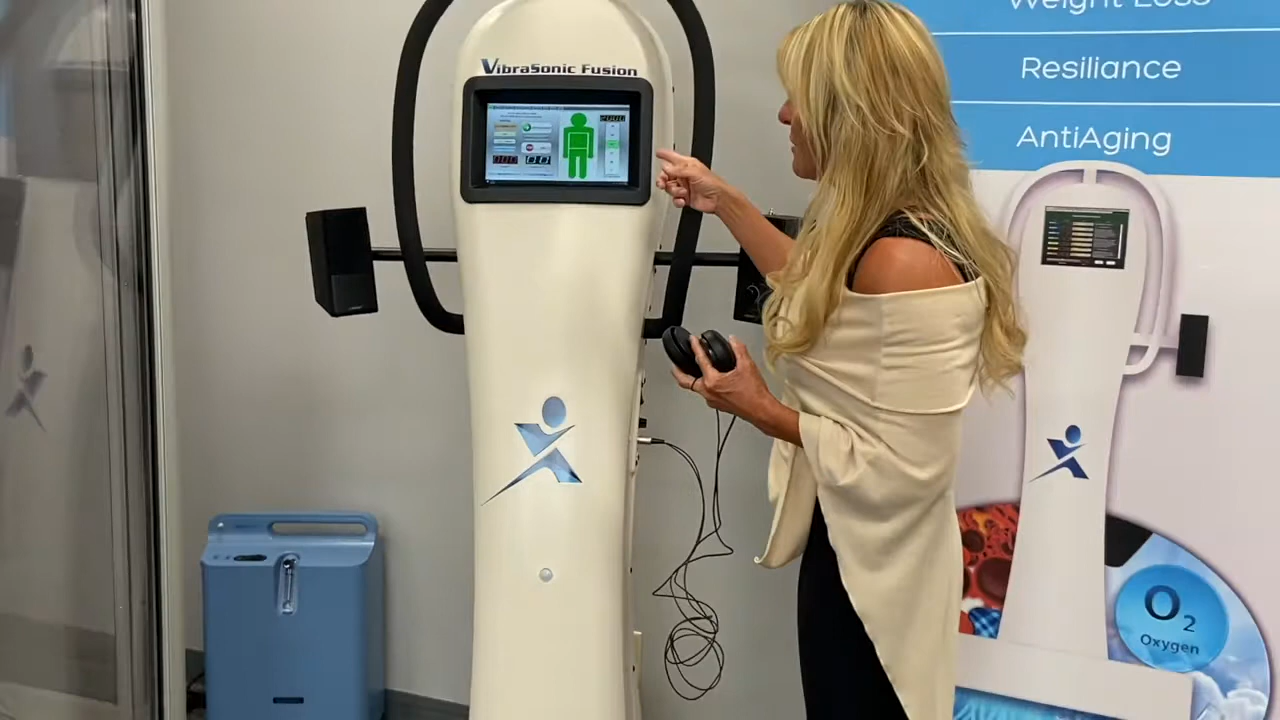 Weight Loss
VibraSonic Fusion
Resiliance
AntiAging
O2
Oxygen